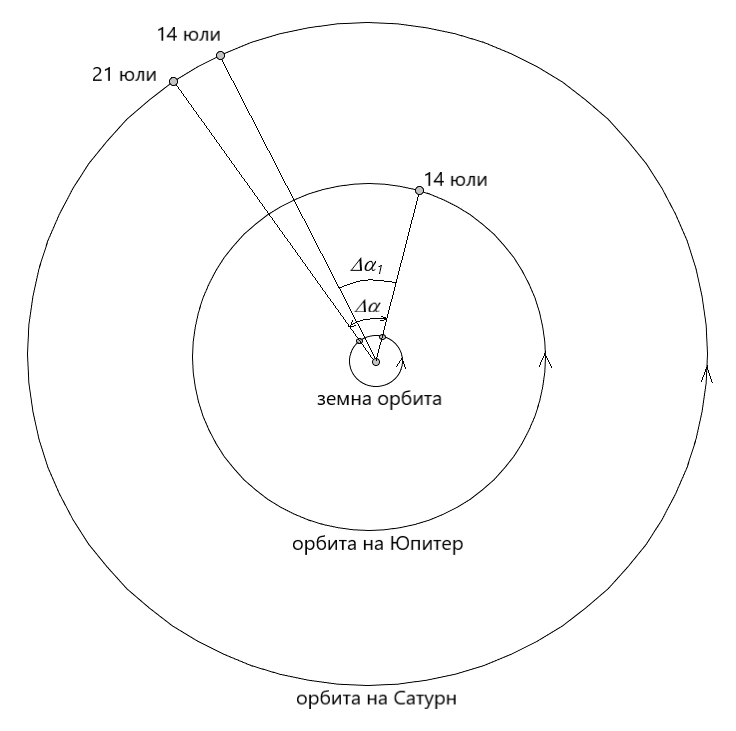 14 юли
21 юли
14 юли
Δα₁
Δα
земна орбита
орбита на Юпитер
орбита на Сатурн